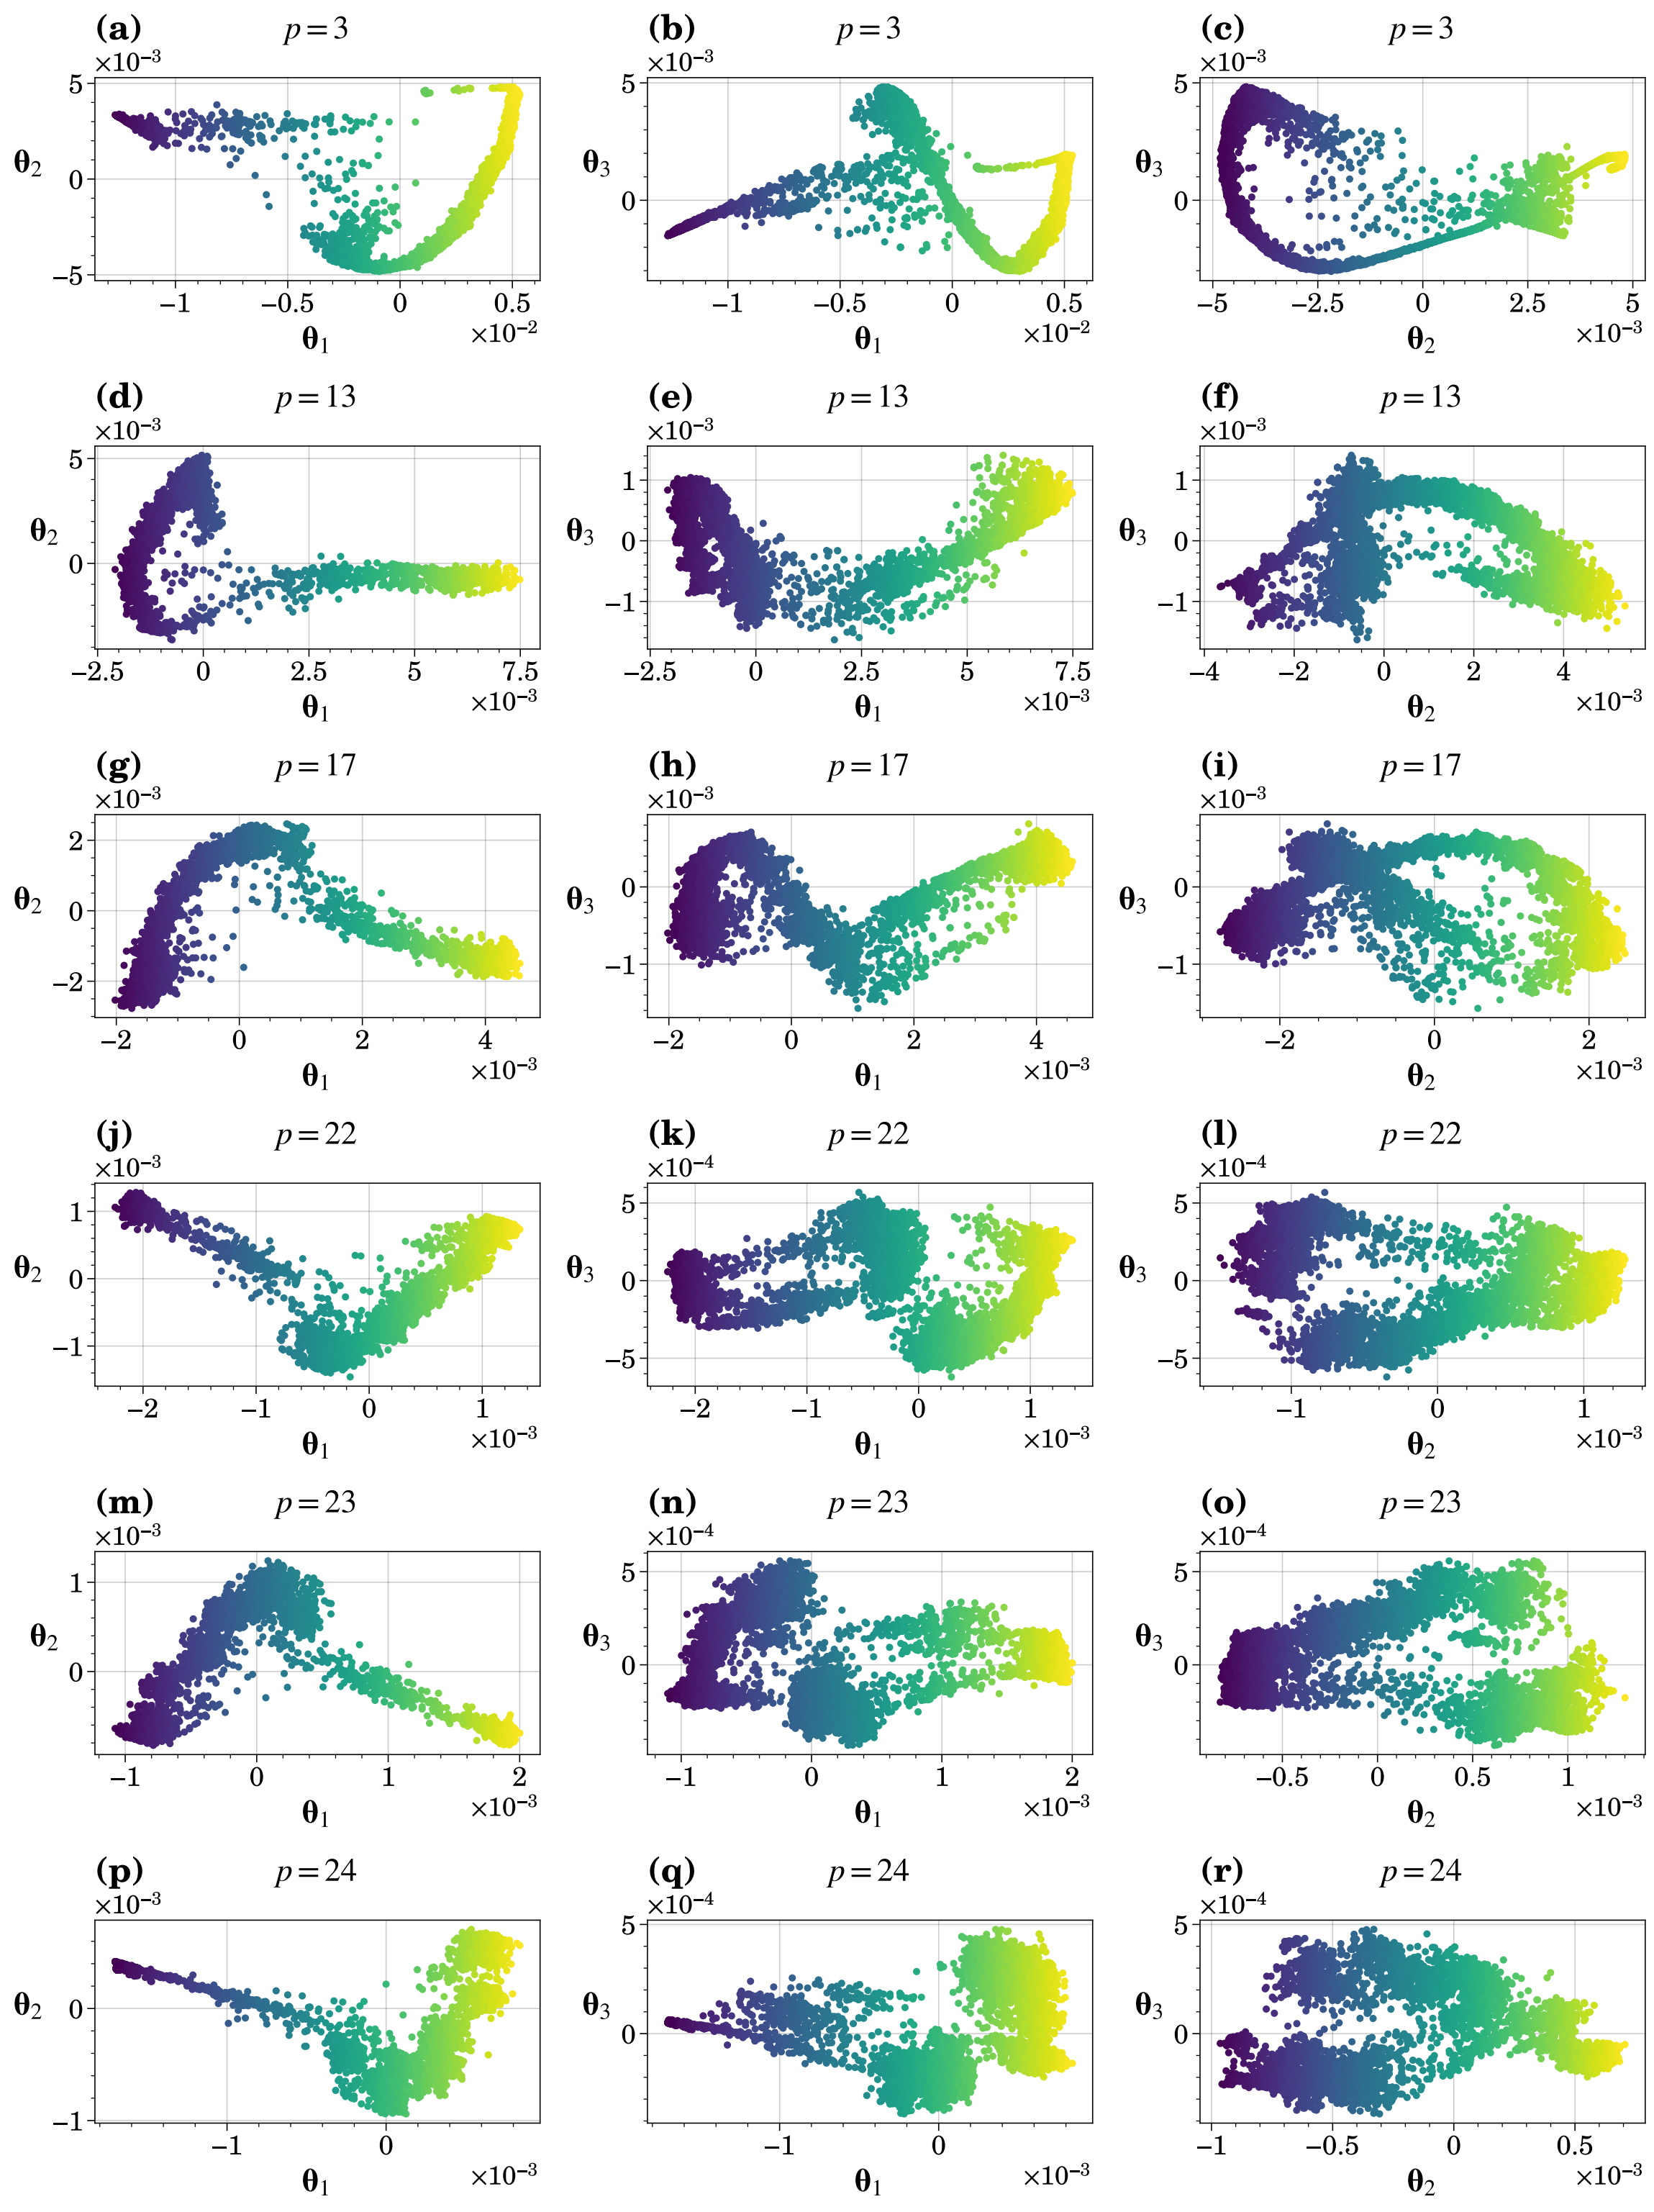 (a) p = 3 (b) p = 3 (c) p = 3
×10⁻³ ×10⁻³ ×10⁻³
5 0 −5 θ₂ 5 0 θ₃ 5 0 θ₃
−1 −0.5 0 0.5 −1 −0.5 0 0.5 −5 −2.5 0 2.5 5
×10⁻² ×10⁻² ×10⁻³
θ₁ θ₁ θ₂
(d) p = 13 (e) p = 13 (f) p = 13
×10⁻³ ×10⁻³ ×10⁻³
5 0 θ₂ 1 0 −1 θ₃ 1 0 −1 θ₃
−2.5 0 2.5 5 7.5 −2.5 0 2.5 5 7.5 −4 −2 0 2 4
×10⁻³ ×10⁻³ ×10⁻³
θ₁ θ₁ θ₂
(g) p = 17 (h) p = 17 (i) p = 17
×10⁻³ ×10⁻³ ×10⁻³
2 0 −2 θ₂ 0 −1 θ₃ 0 −1 θ₃
−2 0 2 4 −2 0 2 4 −2 0 2
×10⁻³ ×10⁻³ ×10⁻³
θ₁ θ₁ θ₂
(j) p = 22 (k) p = 22 (l) p = 22
×10⁻³ ×10⁻⁴ ×10⁻⁴
1 0 −1 θ₂ 5 0 −5 θ₃ 5 0 −5 θ₃
−2 −1 0 1 −2 −1 0 1 −1 0 1
×10⁻³ ×10⁻³ ×10⁻³
θ₁ θ₁ θ₂
(m) p = 23 (n) p = 23 (o) p = 23
×10⁻³ ×10⁻⁴ ×10⁻⁴
1 0 θ₂ 5 0 θ₃ 5 0 θ₃
−1 0 1 2 −1 0 1 2 −0.5 0 0.5 1
×10⁻³ ×10⁻³ ×10⁻³
θ₁ θ₁ θ₂
(p) p = 24 (q) p = 24 (r) p = 24
×10⁻³ ×10⁻⁴ ×10⁻⁴
0 −1 θ₂ 5 0 θ₃ 5 0 θ₃
−1 0 −1 0 −1 −0.5 0 0.5
×10⁻³ ×10⁻³ ×10⁻³
θ₁ θ₁ θ₂